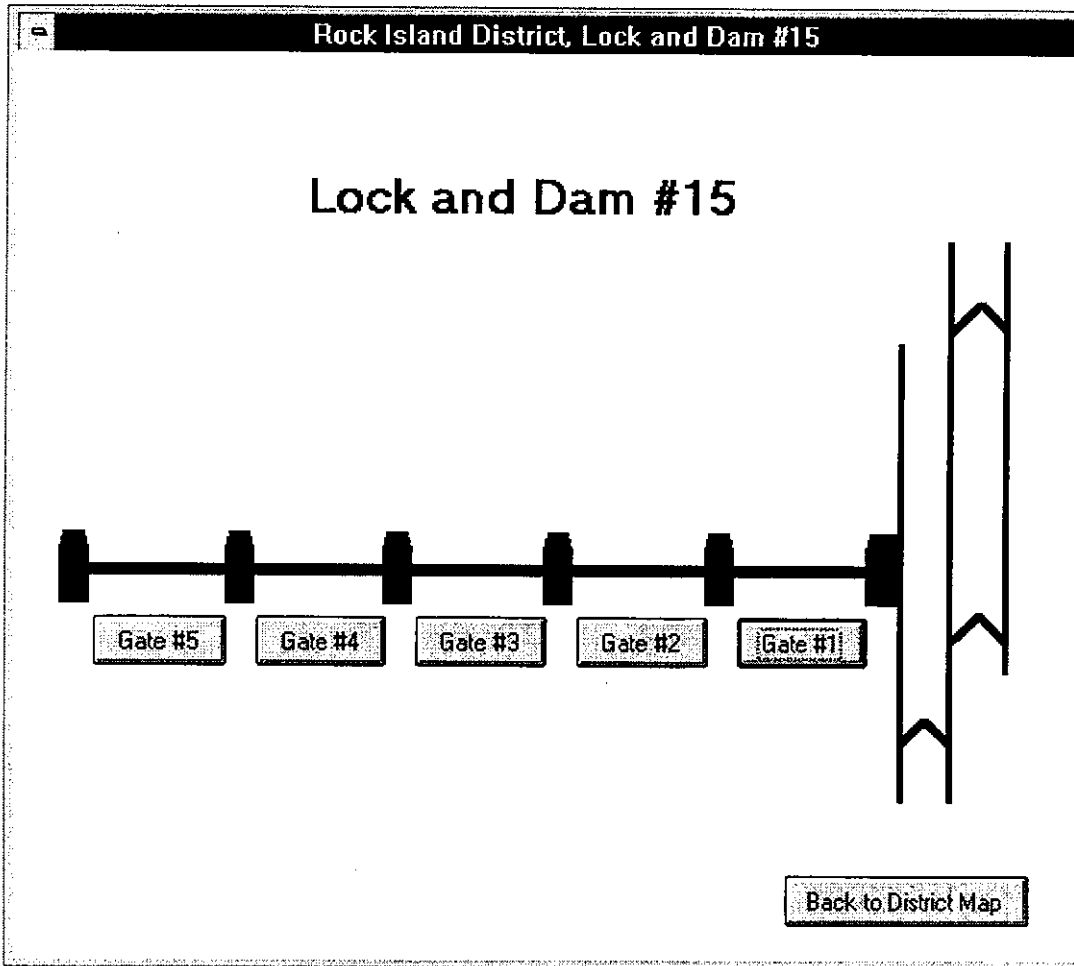 Rock Island District, Lock and Dam #15
Lock and Dam #15
Gate #5 Gate #4 Gate #3 Gate #2 Gate #1
Back to District Map